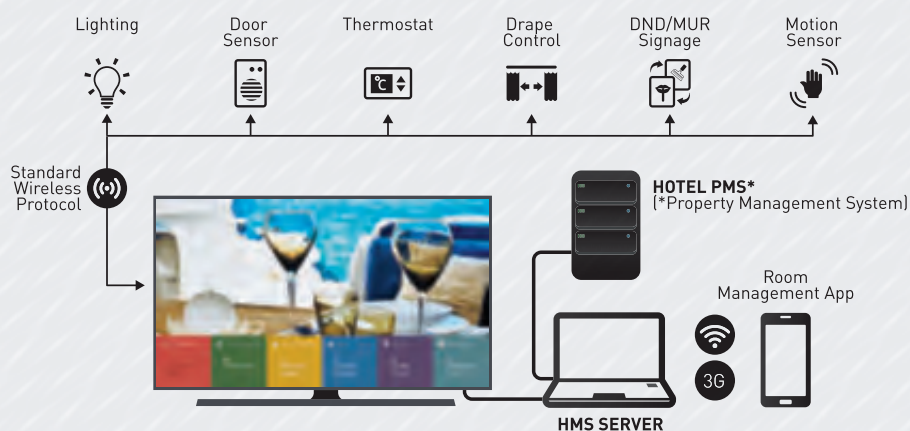 Lighting
Door
Sensor
Thermostat
Drape
Control
DND/MUR
Signage
Motion
Sensor
°C
Standard
Wireless
Protocol
HOTEL PMS*
(*Property Management System)
Room
Management App
3G
HMS SERVER